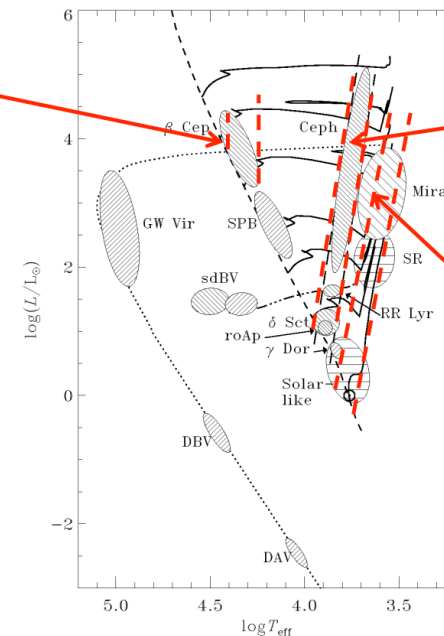 6
4
2
0
−2
log(L/L⊙)
β Cep
Ceph
Mira
GW Vir
SPB
SR
sdBV
RR Lyr
δ Sct
roAp
γ Dor
Solar
like
DBV
DAV
5.0 4.5 4.0 3.5
log Teff